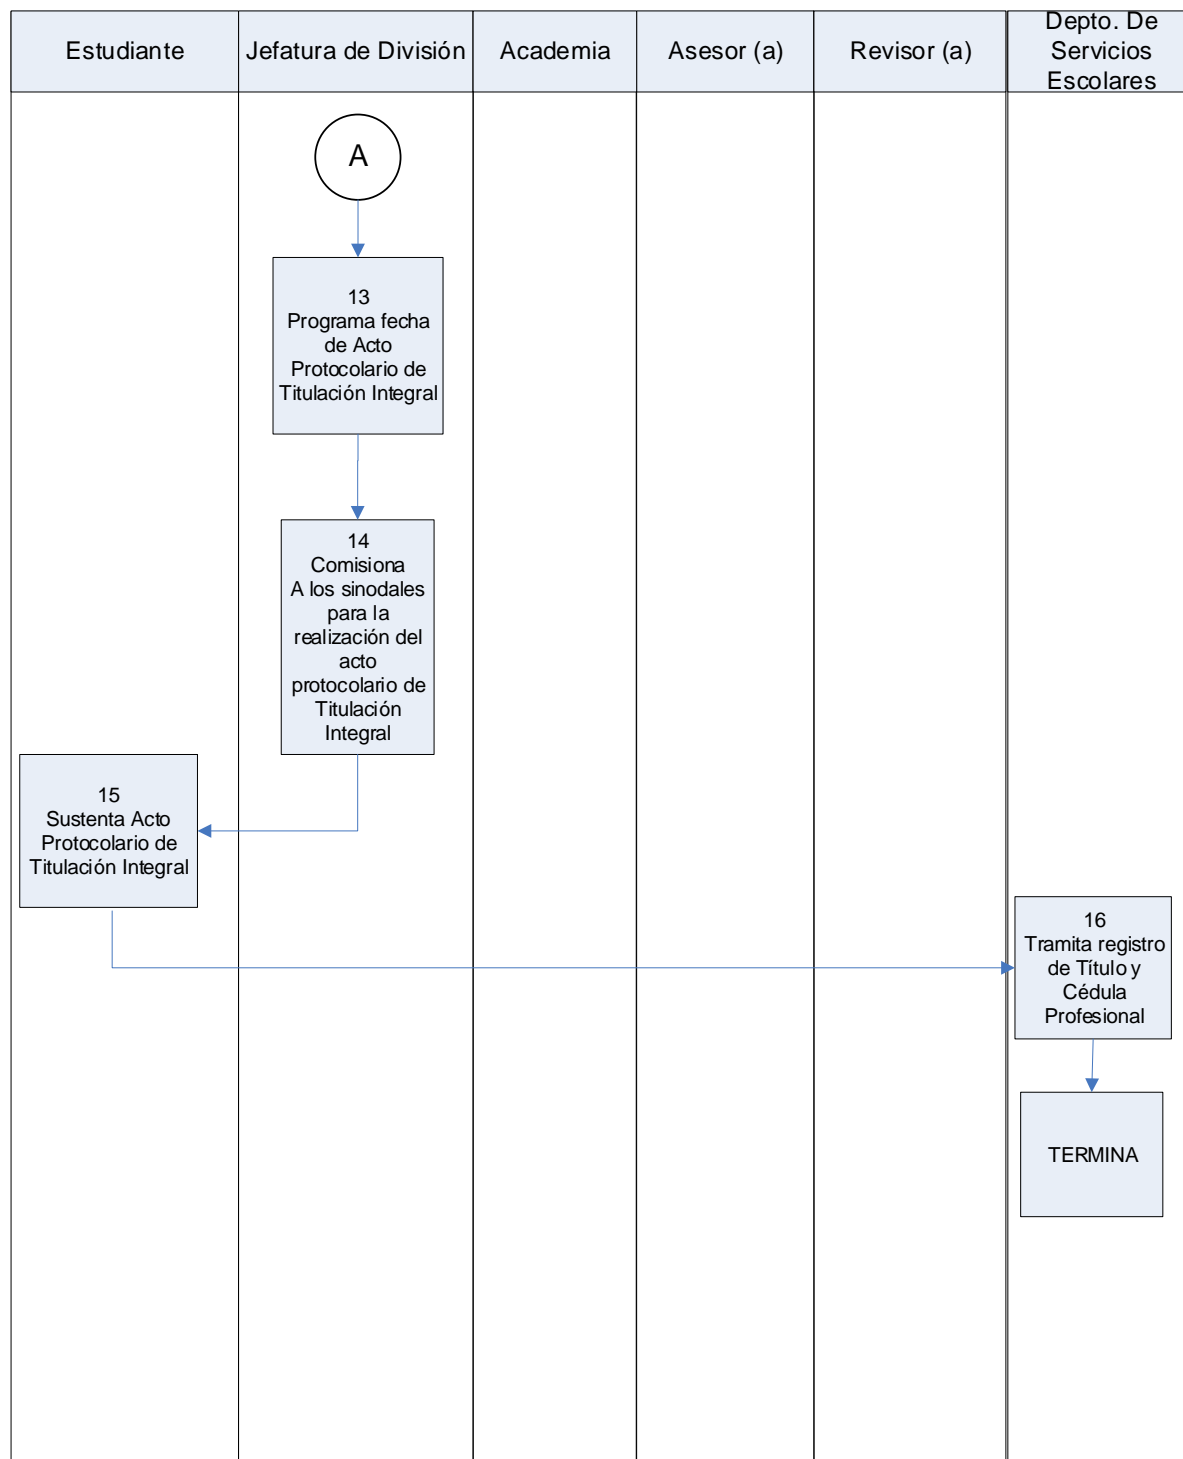 Estudiante
Jefatura de División
Academia
Asesor (a)
Revisor (a)
Depto. De
Servicios
Escolares
A
13
Programa fecha
de Acto
Protocolario de
Titulación Integral
14
Comisiona
A los sinodales
para la
realización del
acto
protocolario de
Titulación
Integral
15
Sustenta Acto
Protocolario de
Titulación Integral
16
Tramita registro
de Título y
Cédula
Profesional
TERMINA